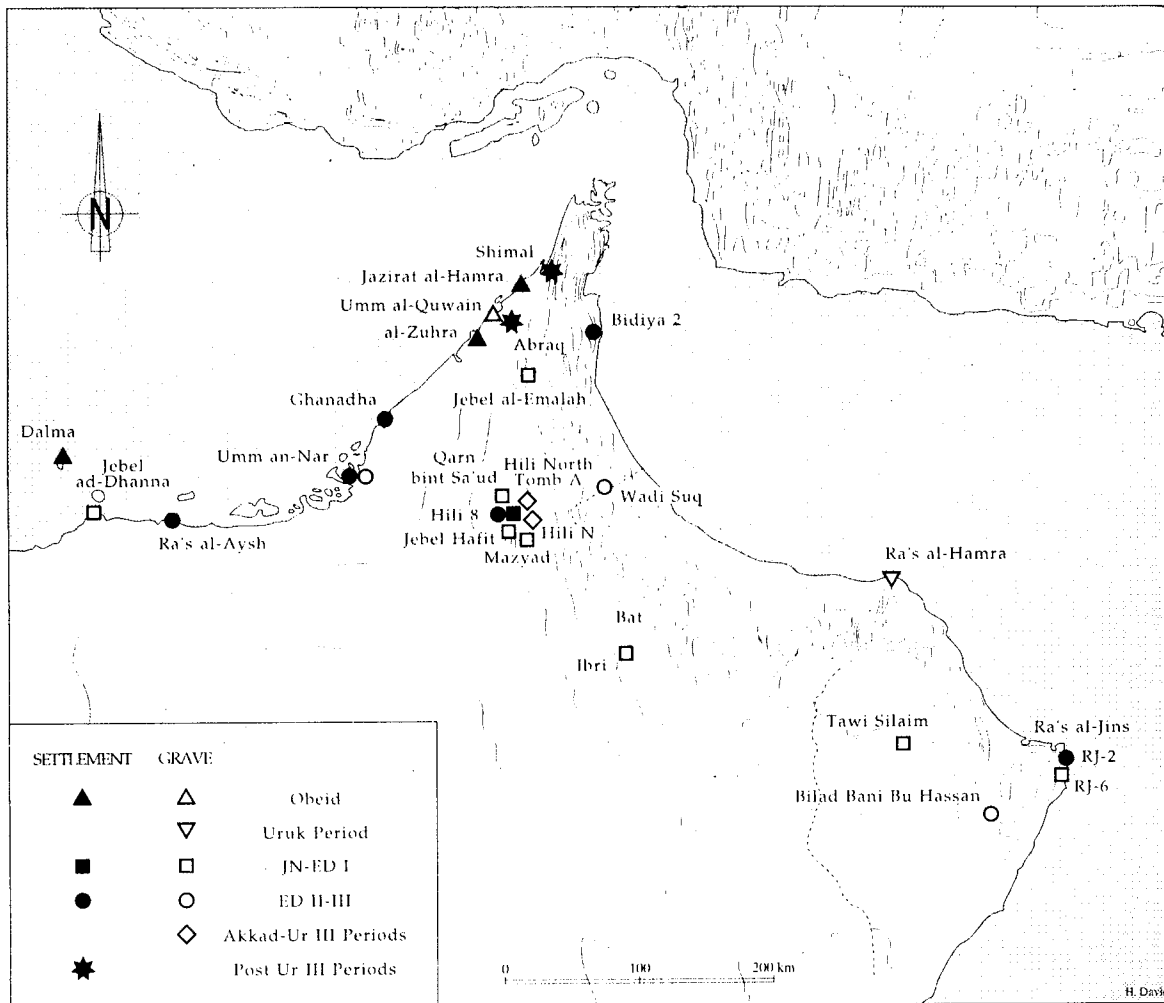 N
Shimal
Jazirat al-Hamra
Umm al-Quwain
al-Zuhra
Abraq
Bidiya 2
Jebel al-Emalah
Ghanadha
Dalma
Jebel
ad-Dhanna
Umm an-Nar
Ra's al-Aysh
Qarn
bint Sa'ud
Hili North
Tomb A
Wadi Suq
Hili 8
Hili N
Jebel Hafit
Mazyad
Ra's al-Hamra
Bat
Ibri
Tawi Silaim
Ra's al-Jins
RJ-2
RJ-6
Bilad Bani Bu Hassan
SETTLEMENT GRAVE
Obeid
Uruk Period
JN-ED I
ED II-III
Akkad-Ur III Periods
Post Ur III Periods
0 100 200 km
H. David